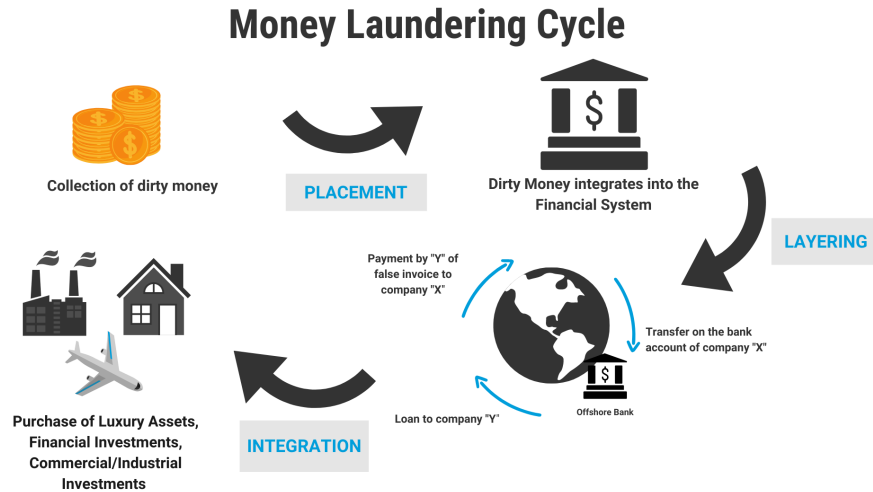 Money Laundering Cycle
$
$
$
$
Collection of dirty money
PLACEMENT
Dirty Money integrates into the
Financial System
LAYERING
Payment by "Y" of
false invoice to
company "X"
Transfer on the bank
account of company "X"
$
Offshore Bank
Loan to company "Y"
INTEGRATION
Purchase of Luxury Assets,
Financial Investments,
Commercial/Industrial
Investments